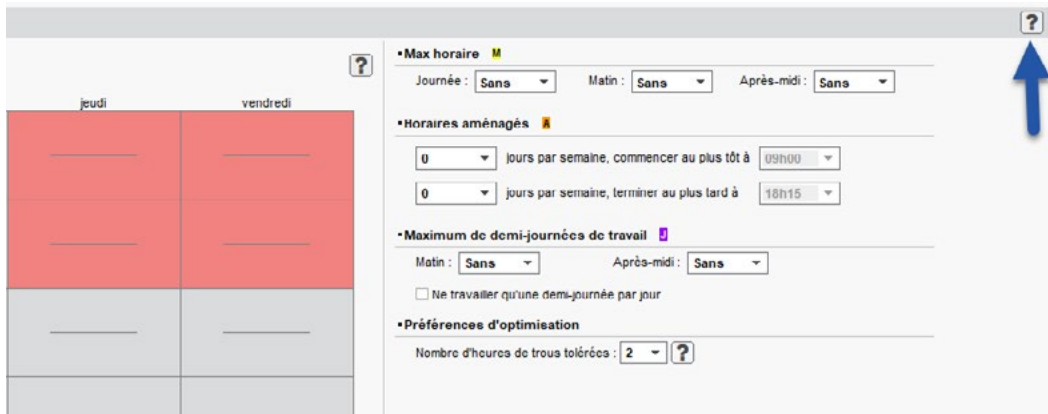 ?
?
jeudi vendredi
▪Max horaire M
Journée : Sans Matin : Sans Après-midi : Sans
▪Horaires aménagés A
0 jours par semaine, commencer au plus tôt à 09h00
0 jours par semaine, terminer au plus tard à 18h15
▪Maximum de demi-journées de travail J
Matin : Sans Après-midi : Sans
Ne travailler qu'une demi-journée par jour
▪Préférences d'optimisation
Nombre d'heures de trous tolérées : 2 ?